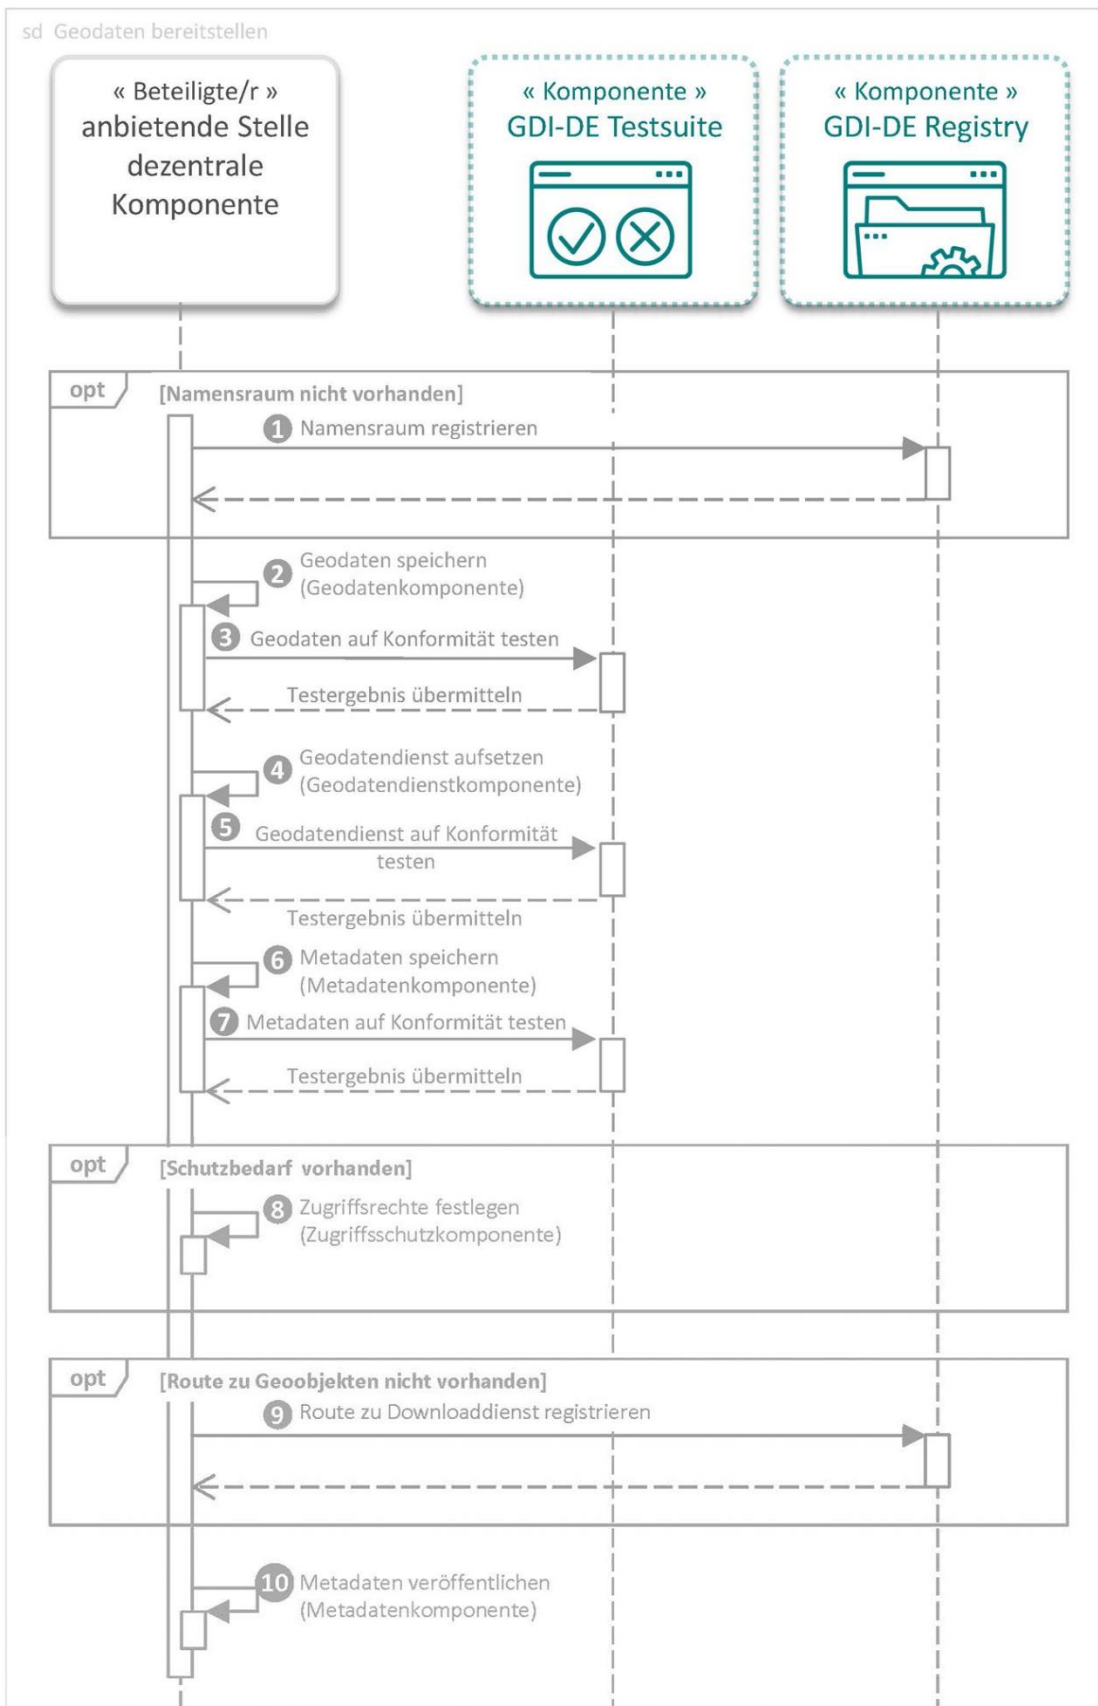 sd Geodaten bereitstellen
« Beteiligte/r »
anbietende Stelle
dezentrale
Komponente
« Komponente »
GDI-DE Testsuite
« Komponente »
GDI-DE Registry
opt
[Namensraum nicht vorhanden]
1 Namensraum registrieren
2 Geodaten speichern
(Geodatenkomponente)
3 Geodaten auf Konformität testen
Testergebnis übermitteln
4 Geodatendienst aufsetzen
(Geodatendienstkomponente)
5 Geodatendienst auf Konformität
testen
Testergebnis übermitteln
6 Metadaten speichern
(Metadatenkomponente)
7 Metadaten auf Konformität testen
Testergebnis übermitteln
opt
[Schutzbedarf vorhanden]
8 Zugriffsrechte festlegen
(Zugriffsschutzkomponente)
opt
[Route zu Geoobjekten nicht vorhanden]
9 Route zu Downloaddienst registrieren
10 Metadaten veröffentlichen
(Metadatenkomponente)